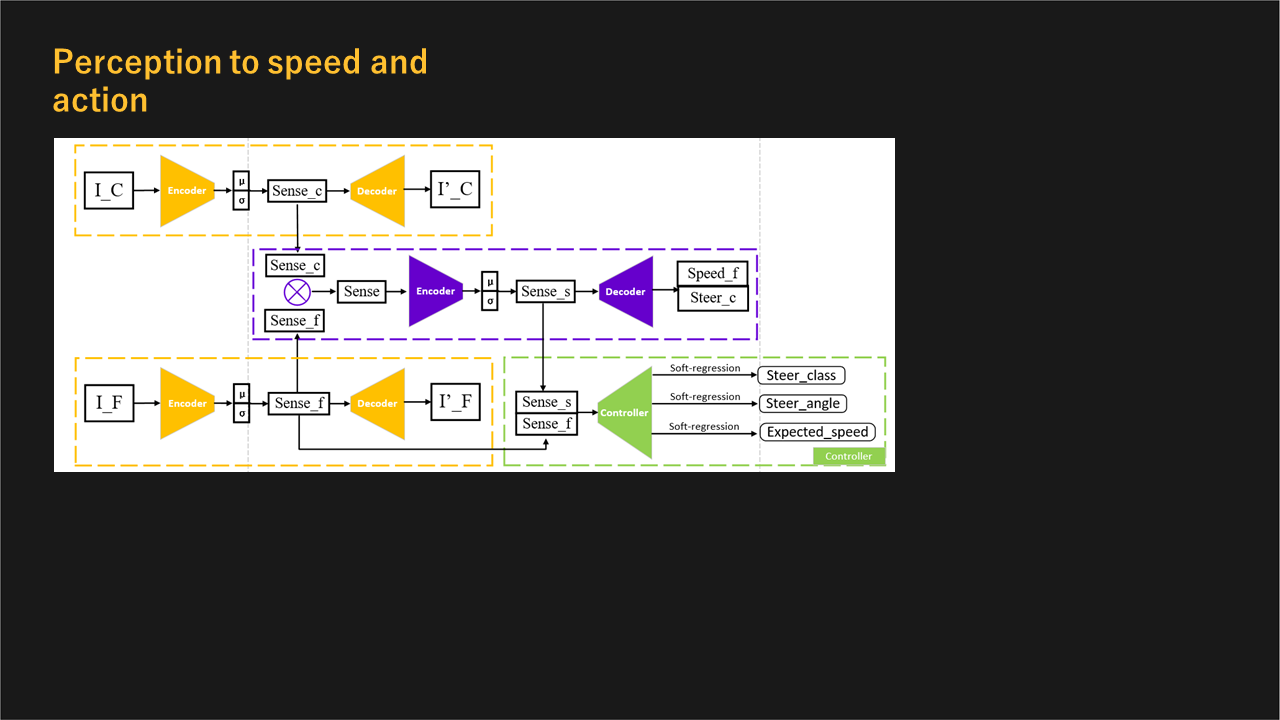 Perception to speed and
action
I_C
Encoder
μ
σ
Sense_c
Decoder
I’_C
Sense_c
Sense_f
Sense
Encoder
μ
σ
Sense_s
Decoder
Speed_f
Steer_c
I_F
Encoder
μ
σ
Sense_f
Decoder
I’_F
Sense_s
Sense_f
Controller
Soft-regression
Steer_class
Soft-regression
Steer_angle
Soft-regression
Expected_speed
Controller